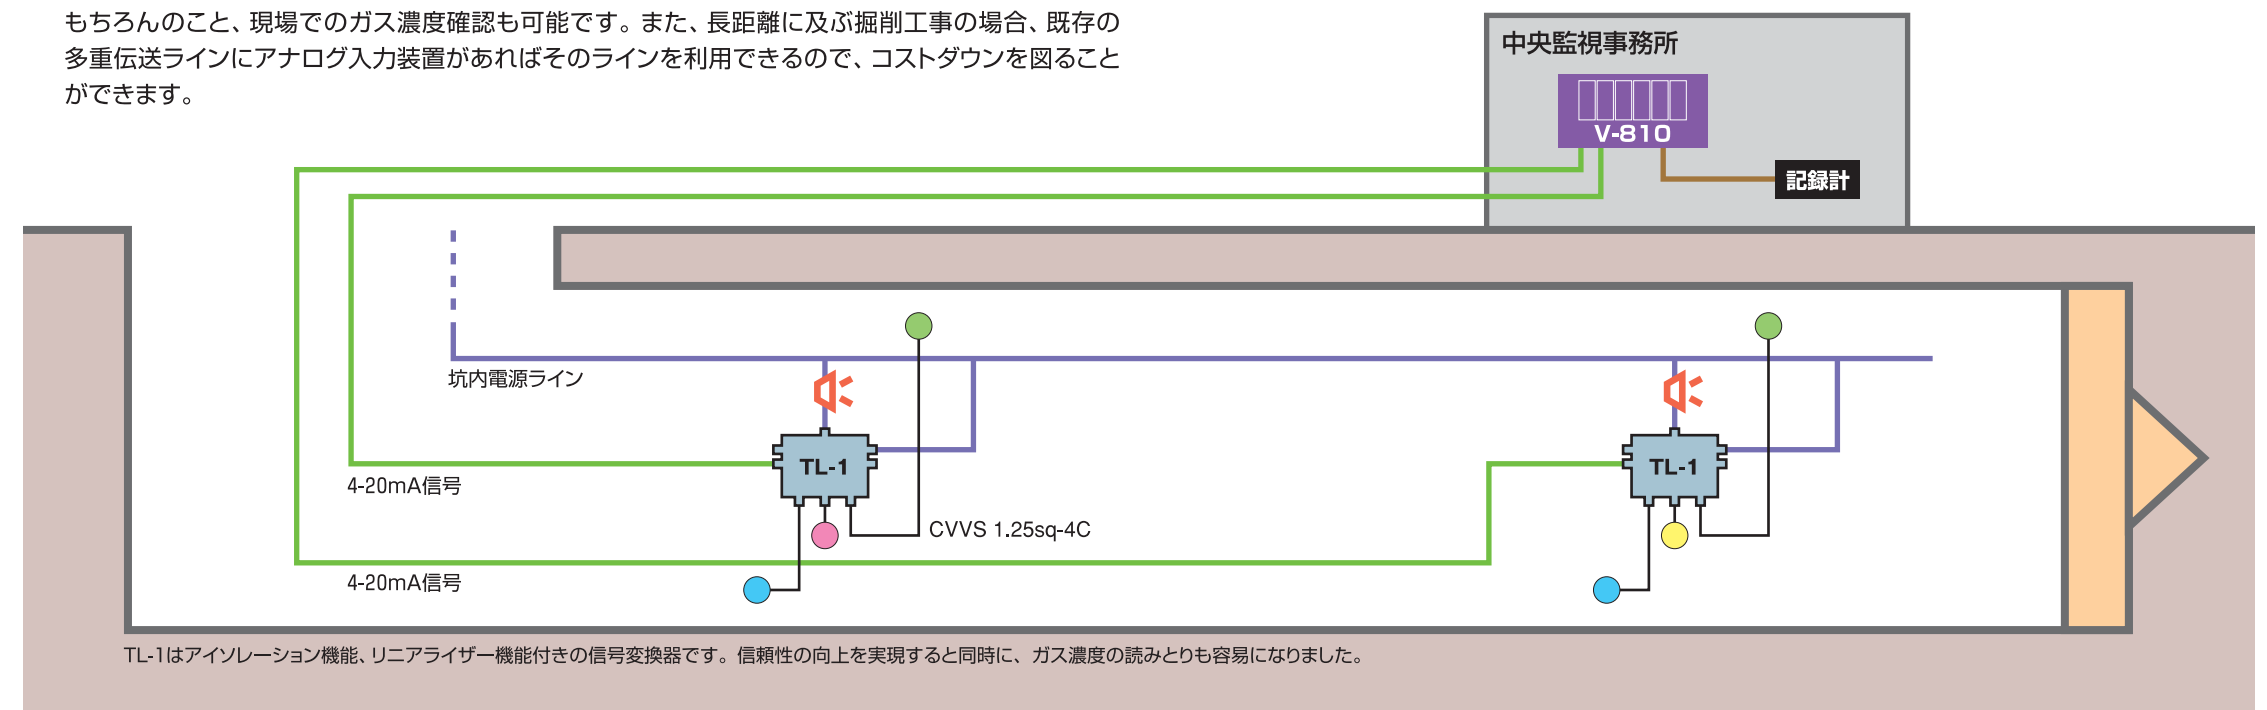 もちろんのこと、現場でのガス濃度確認も可能です。また、長距離に及ぶ掘削工事の場合、既存の
多重伝送ラインにアナログ入力装置があればそのラインを利用できるので、コストダウンを図ること
ができます。
中央監視事務所
V-810
記録計
坑内電源ライン
TL-1
TL-1
4-20mA信号
CVVS 1.25sq-4C
4-20mA信号
TL-1はアイソレーション機能、リニアライザー機能付きの信号変換器です。信頼性の向上を実現すると同時に、ガス濃度の読みとりも容易になりました。